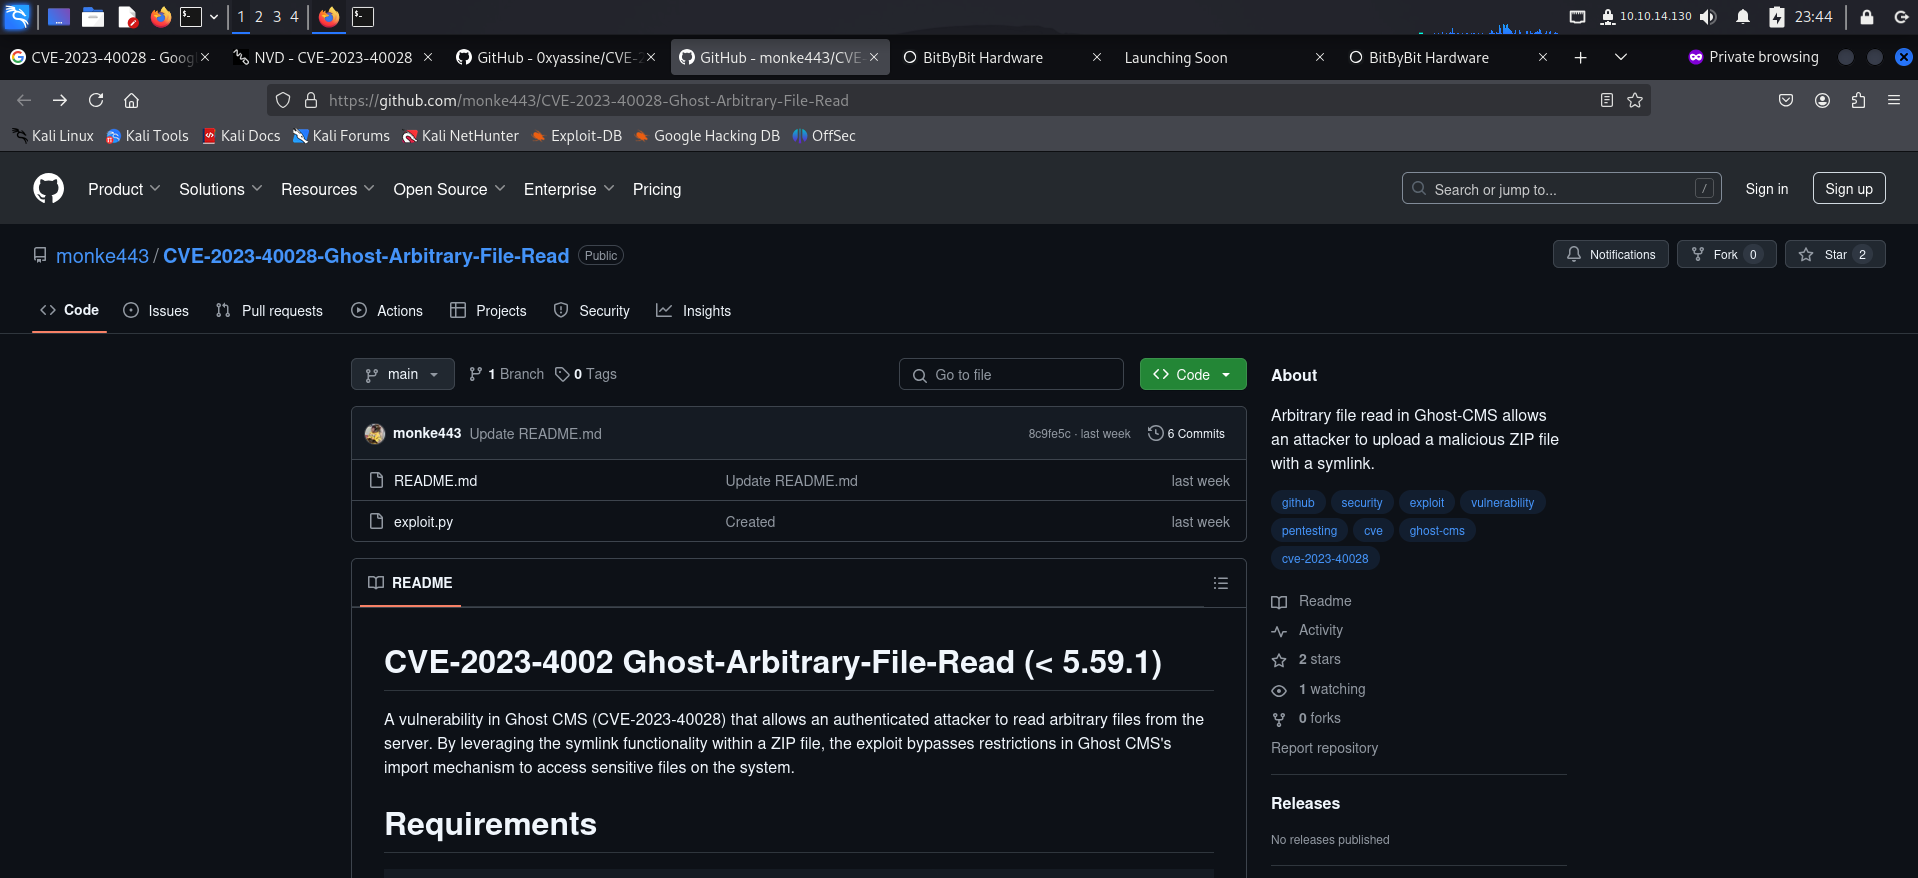 1 2 3 4 10.10.14.130 23:44
CVE-2023-40028 - Goog NVD - CVE-2023-40028 GitHub - 0xyassine/CVE-2 GitHub - monke443/CVE- BitByBit Hardware Launching Soon BitByBit Hardware Private browsing
https://github.com/monke443/CVE-2023-40028-Ghost-Arbitrary-File-Read
Kali Linux Kali Tools Kali Docs Kali Forums Kali NetHunter Exploit-DB Google Hacking DB OffSec
Product Solutions Resources Open Source Enterprise Pricing Search or jump to... / Sign in Sign up
monke443 / CVE-2023-40028-Ghost-Arbitrary-File-Read Public Notifications Fork 0 Star 2
Code Issues Pull requests Actions Projects Security Insights
main 1 Branch 0 Tags Go to file Code
monke443 Update README.md 8c9fe5c · last week 6 Commits
README.md Update README.md last week
exploit.py Created last week
README
CVE-2023-4002 Ghost-Arbitrary-File-Read (< 5.59.1)
A vulnerability in Ghost CMS (CVE-2023-40028) that allows an authenticated attacker to read arbitrary files from the
server. By leveraging the symlink functionality within a ZIP file, the exploit bypasses restrictions in Ghost CMS's
import mechanism to access sensitive files on the system.
Requirements
About
Arbitrary file read in Ghost-CMS allows
an attacker to upload a malicious ZIP file
with a symlink.
github security exploit vulnerability
pentesting cve ghost-cms
cve-2023-40028
Readme
Activity
2 stars
1 watching
0 forks
Report repository
Releases
No releases published